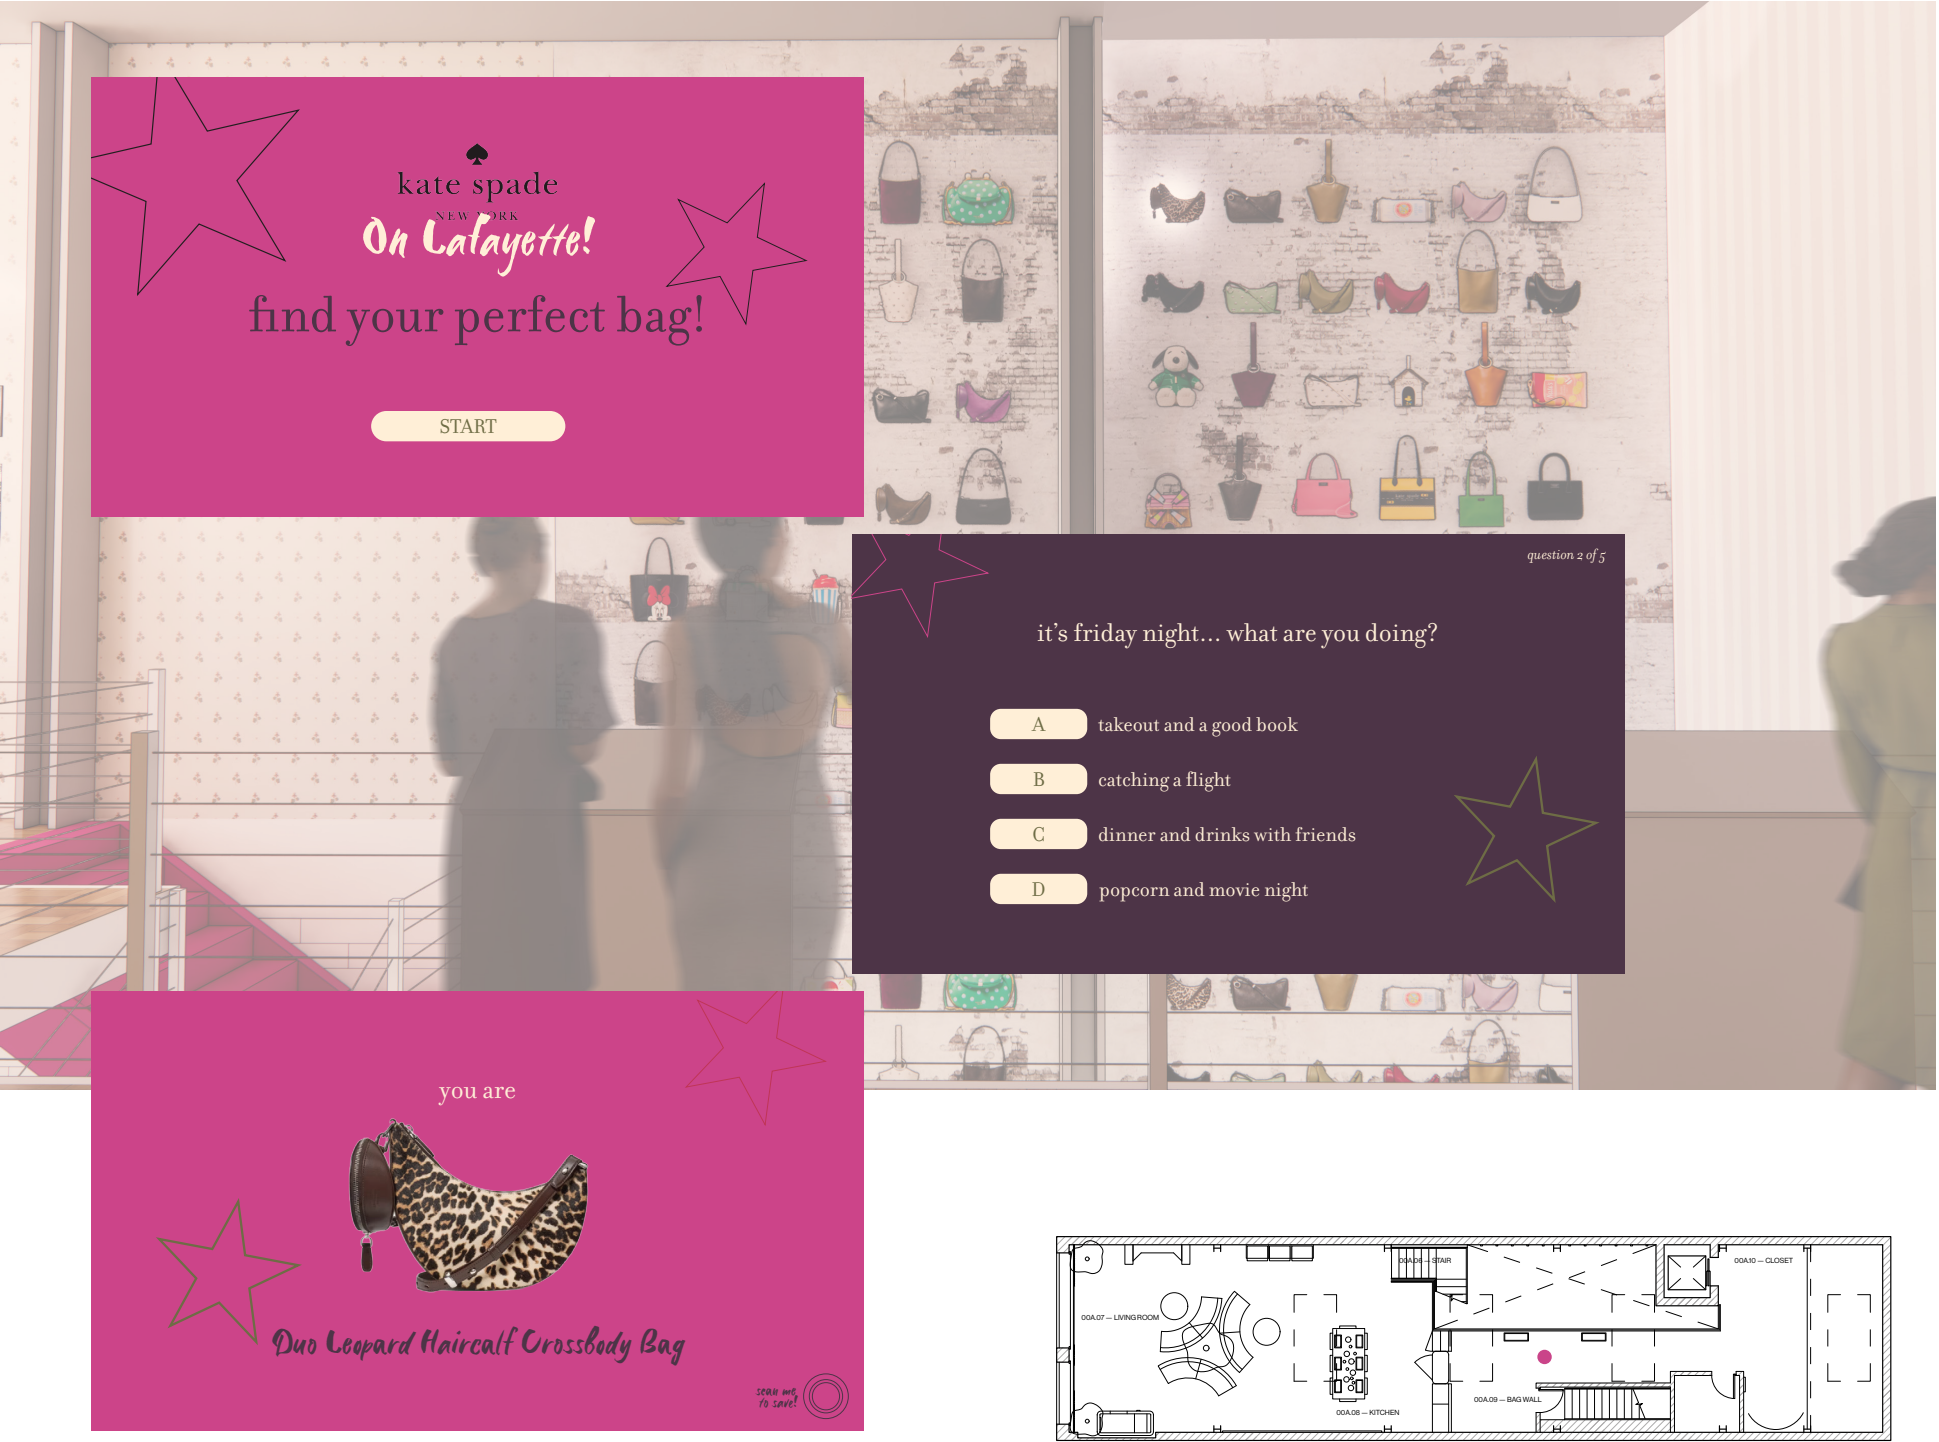 kate spade
NEW YORK
On Lafayette!
find your perfect bag!
START
question 2 of 5
it's friday night... what are you doing?
A takeout and a good book
B catching a flight
C dinner and drinks with friends
D popcorn and movie night
you are
Duo Leopard Haircalf CrossBody Bag
scan me
to save!
00A.06 — STAIR
00A.10 — CLOSET
00A.07 — LIVING ROOM
00A.09 — BAG WALL
00A.08 — KITCHEN